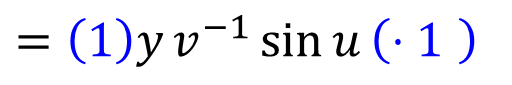 = (1)y v⁻¹ sin u (· 1 )